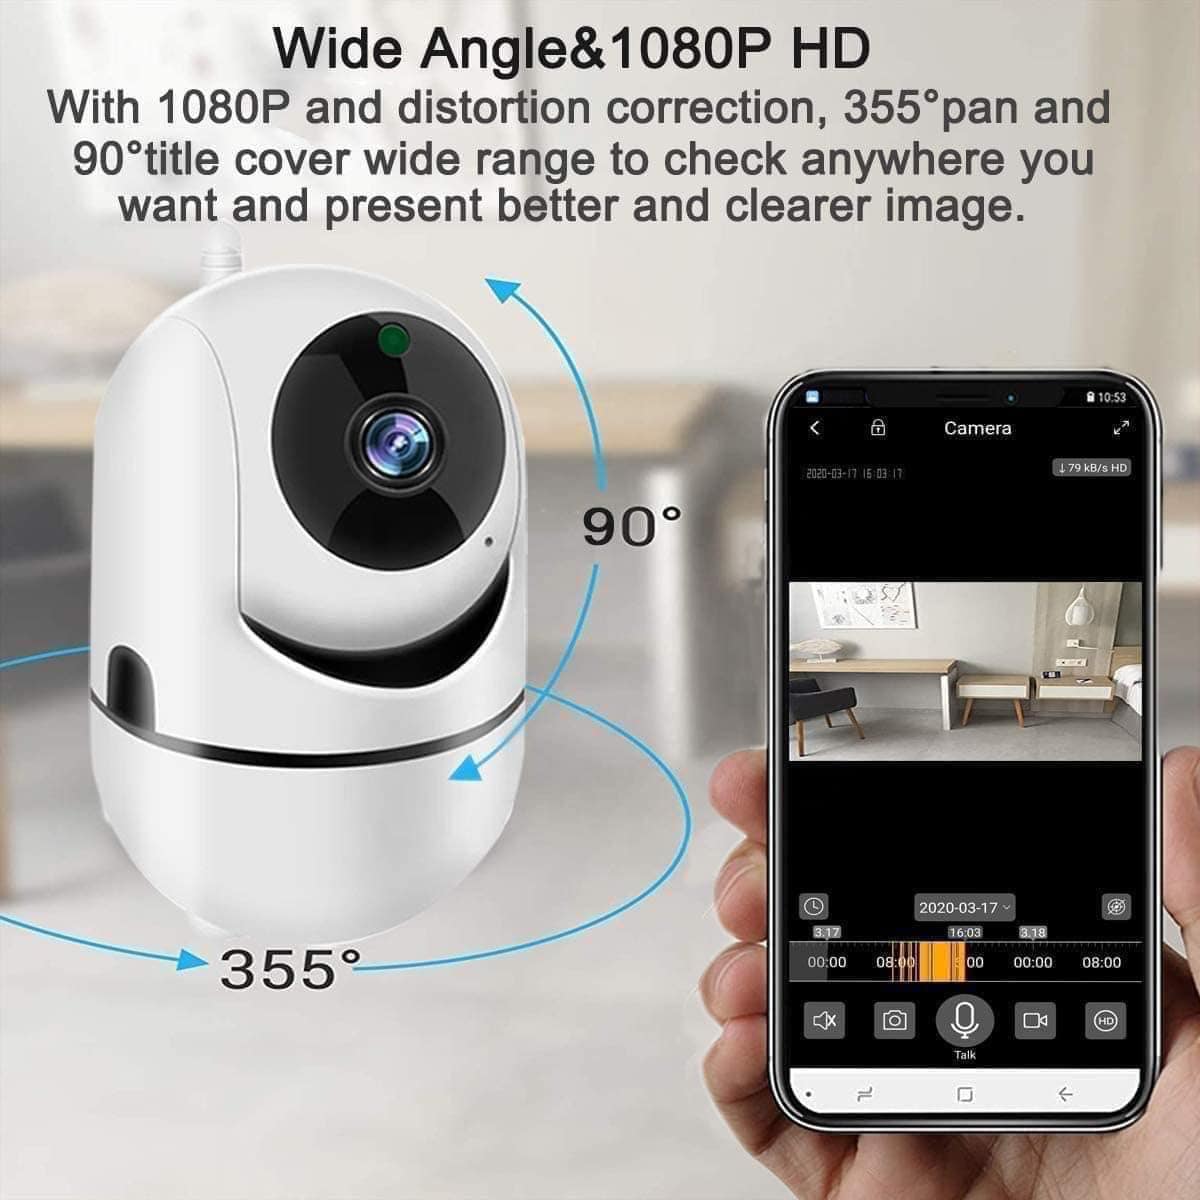 Wide Angle&1080P HD
With 1080P and distortion correction, 355°pan and
90°title cover wide range to check anywhere you
want and present better and clearer image.
90°
355°
10:53
Camera
2020-03-17 16:03:17
↓79 kB/s HD
2020-03-17
3.17 16:03 3.18
00:00 08:00 :00 00:00 08:00
HD
Talk